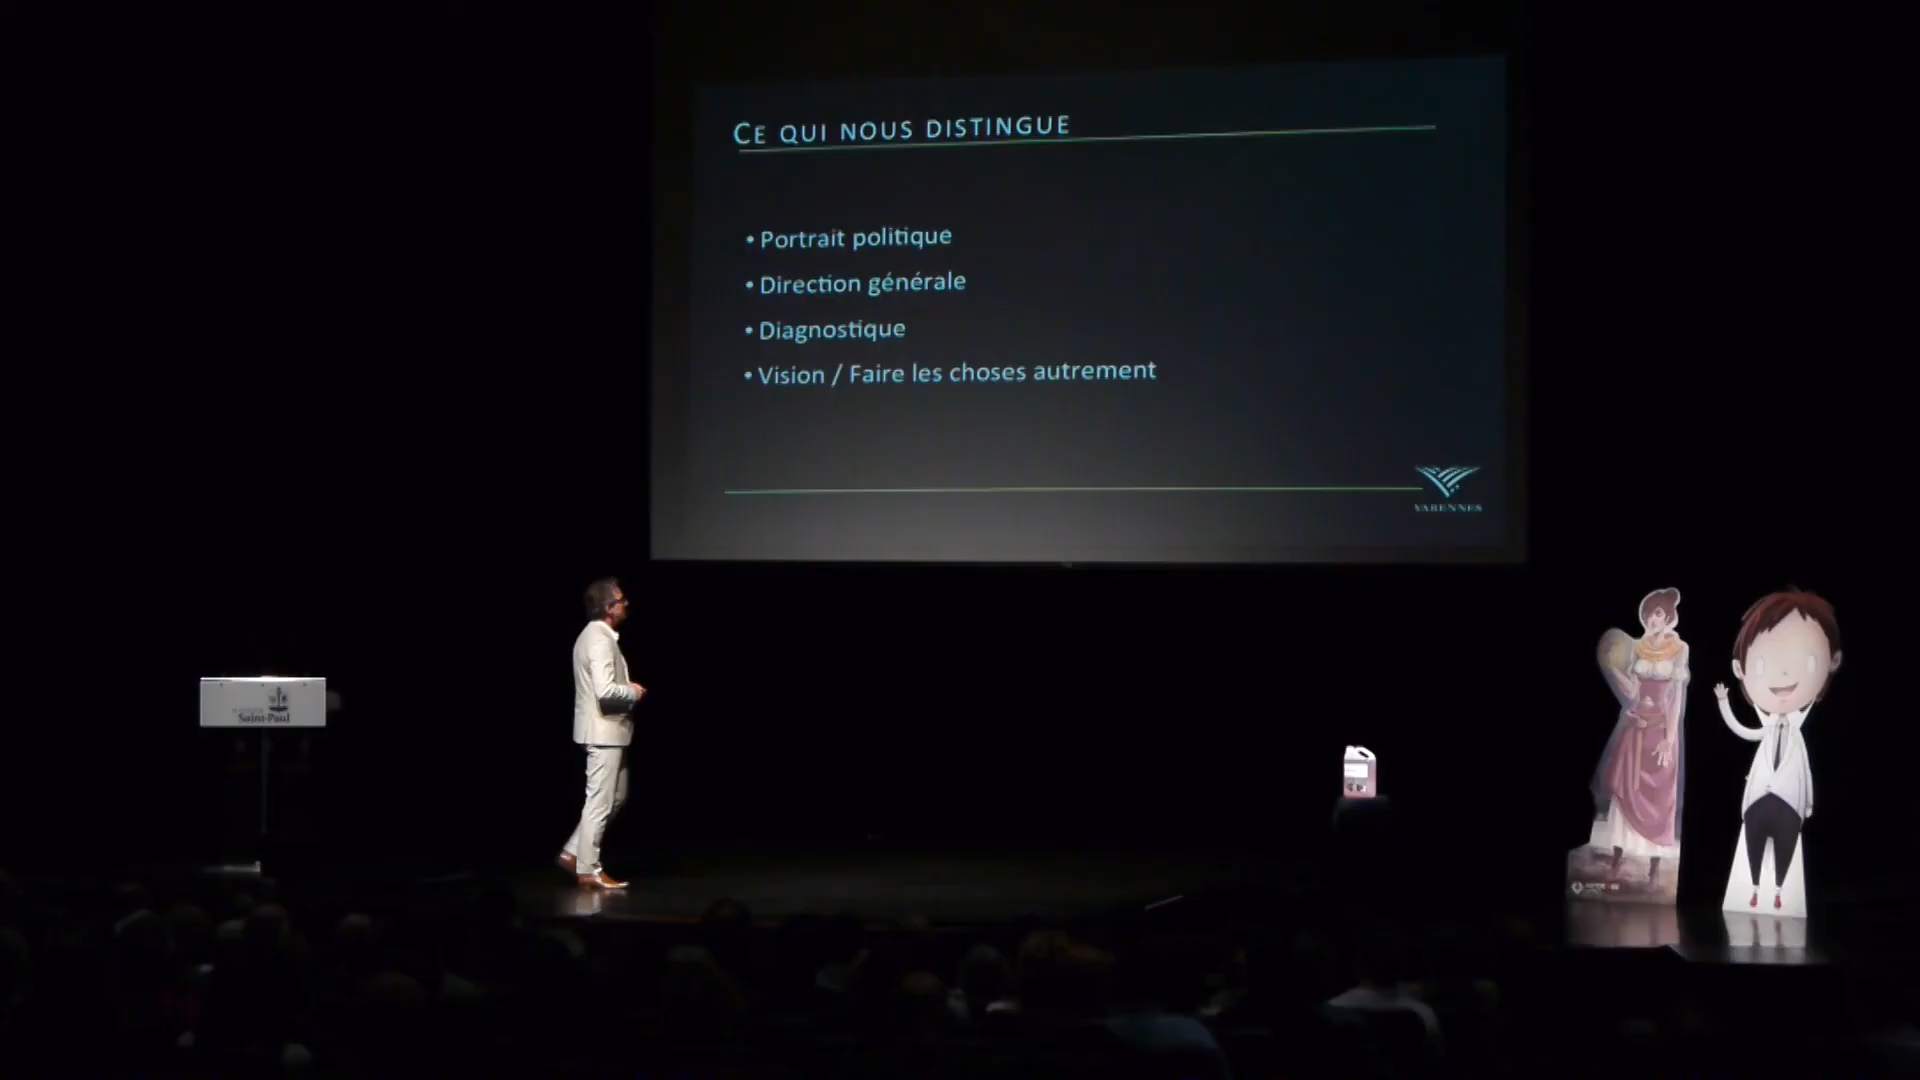 CE QUI NOUS DISTINGUE
• Portrait politique
• Direction générale
• Diagnostique
• Vision / Faire les choses autrement
VARENNES
Saint-Paul